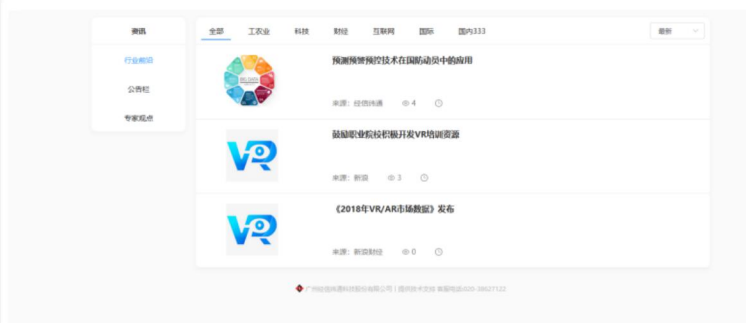 资讯
行业前沿
公告栏
专家观点
全部 工农业 科技 财经 互联网 国际 国内333
最新
预测预警预控技术在国防动员中的应用
来源：经信纬通 4
VR
鼓励职业院校积极开发VR培训资源
来源：新浪 3
VR
《2018年VR/AR市场数据》发布
来源：新浪财经 0